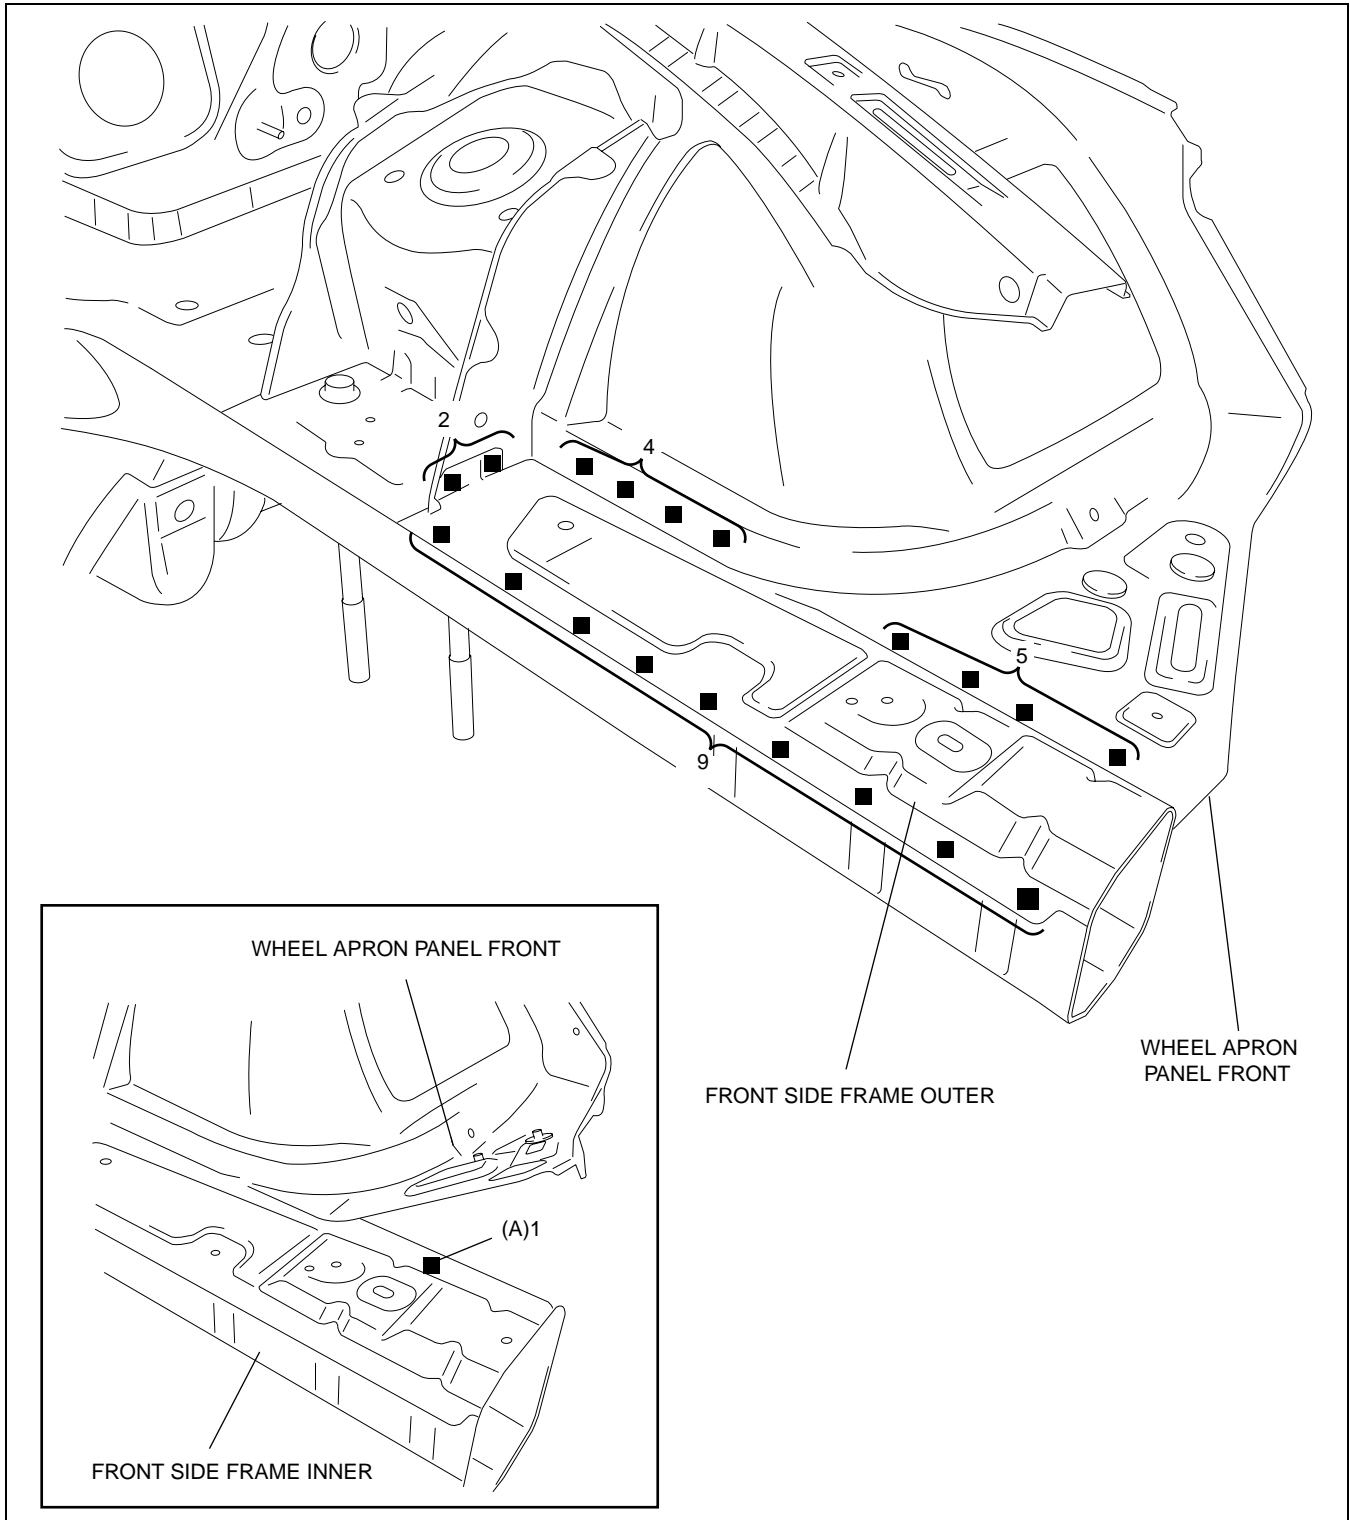 2
4
5
9
FRONT SIDE FRAME OUTER
WHEEL APRON
PANEL FRONT
WHEEL APRON PANEL FRONT
(A)1
FRONT SIDE FRAME INNER